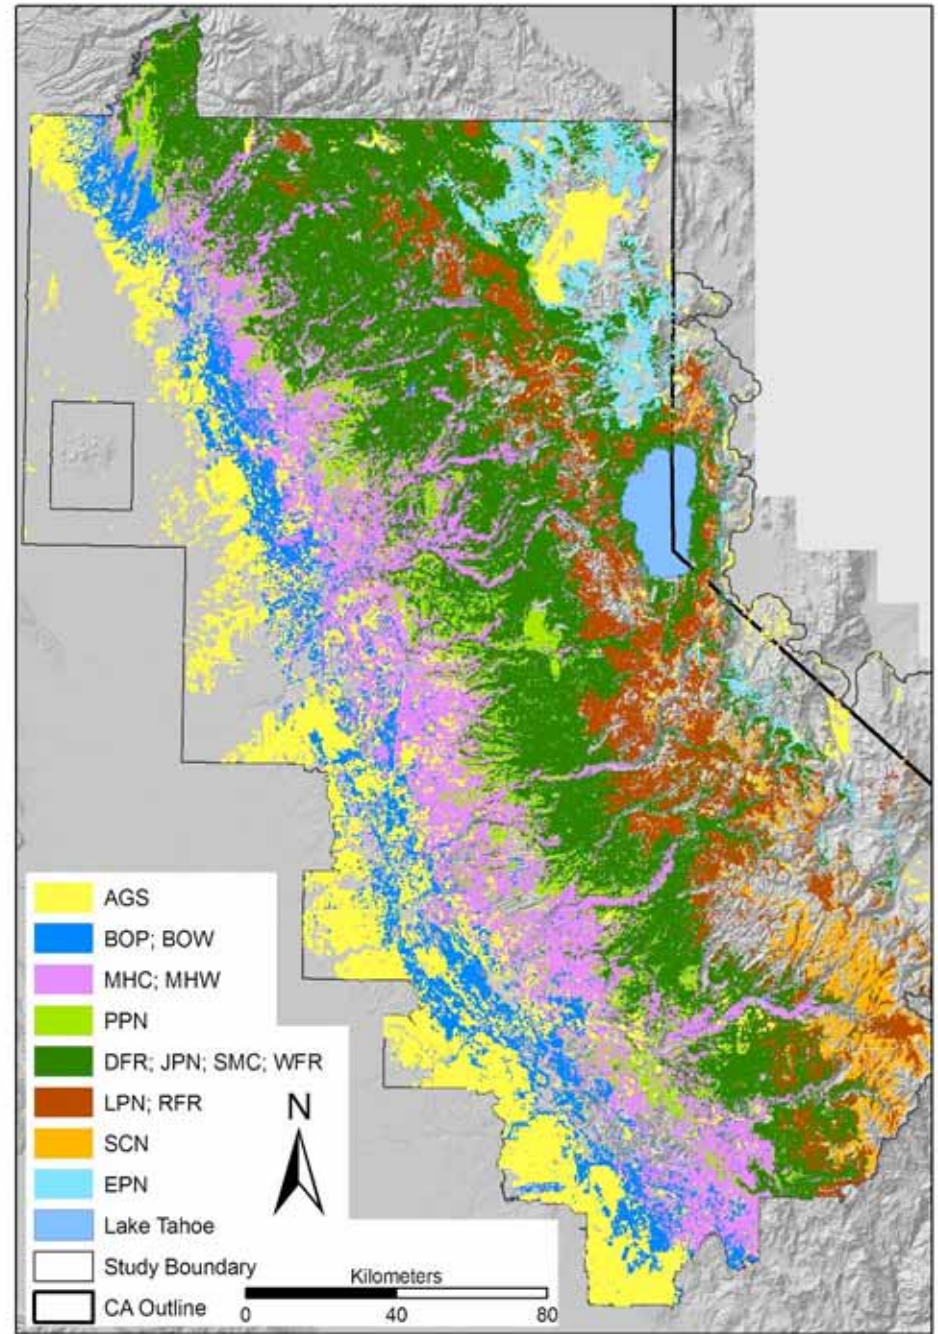 AGS
BOP; BOW
MHC; MHW
PPN
DFR; JPN; SMC; WFR
LPN; RFR
SCN
EPN
Lake Tahoe
Study Boundary
CA Outline
N
Kilometers
0 40 80